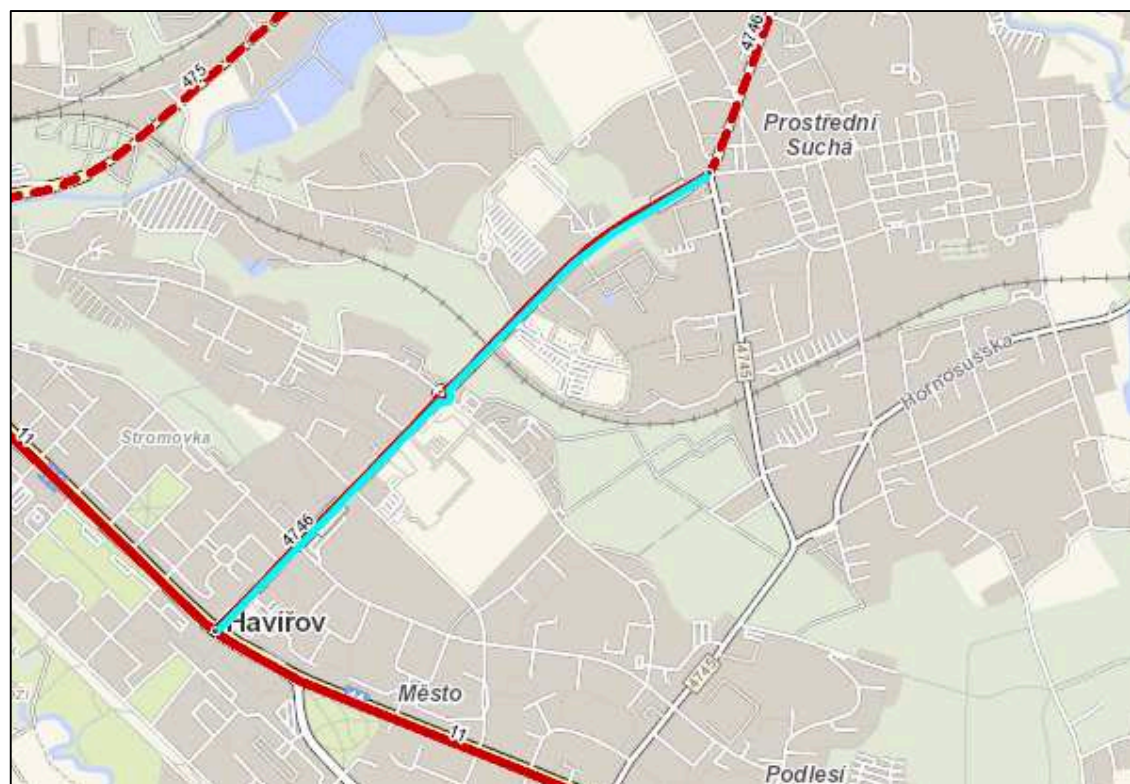 475
4746
Prostřední
Suchá
4745
Hornosušská
Stromovka
11
4746
Havířov
Město
4745
11
Podlesí